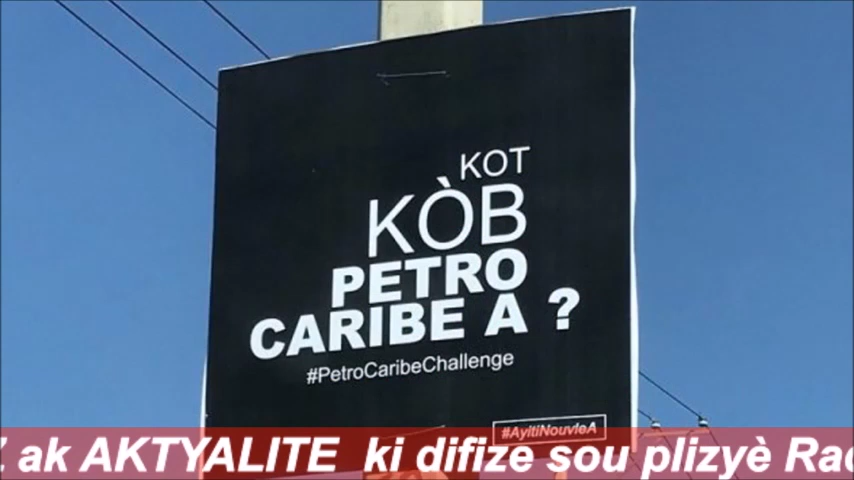 KOT
KÒB
PETRO
CARIBE A ?
#PetroCaribeChallenge
#AyitiNouvleA
ak AKTYALITE ki difize sou plizyè